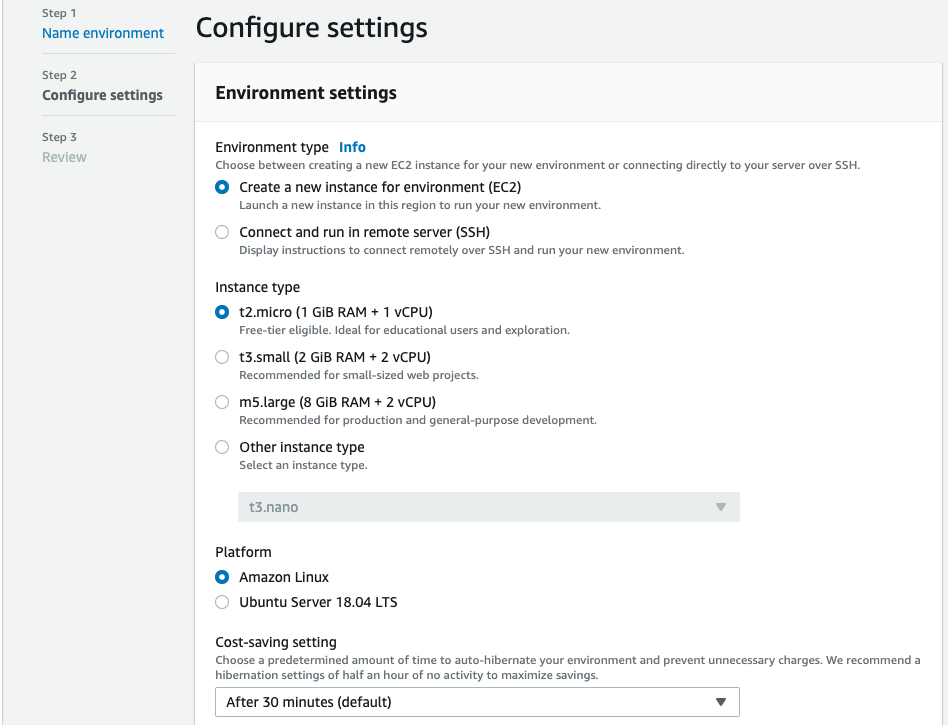 Step 1
Name environment
Step 2
Configure settings
Step 3
Review
Configure settings
Environment settings
Environment type Info
Choose between creating a new EC2 instance for your new environment or connecting directly to your server over SSH.
Create a new instance for environment (EC2)
Launch a new instance in this region to run your new environment.
Connect and run in remote server (SSH)
Display instructions to connect remotely over SSH and run your new environment.
Instance type
t2.micro (1 GiB RAM + 1 vCPU)
Free-tier eligible. Ideal for educational users and exploration.
t3.small (2 GiB RAM + 2 vCPU)
Recommended for small-sized web projects.
m5.large (8 GiB RAM + 2 vCPU)
Recommended for production and general-purpose development.
Other instance type
Select an instance type.
t3.nano
Platform
Amazon Linux
Ubuntu Server 18.04 LTS
Cost-saving setting
Choose a predetermined amount of time to auto-hibernate your environment and prevent unnecessary charges. We recommend a
hibernation settings of half an hour of no activity to maximize savings.
After 30 minutes (default)